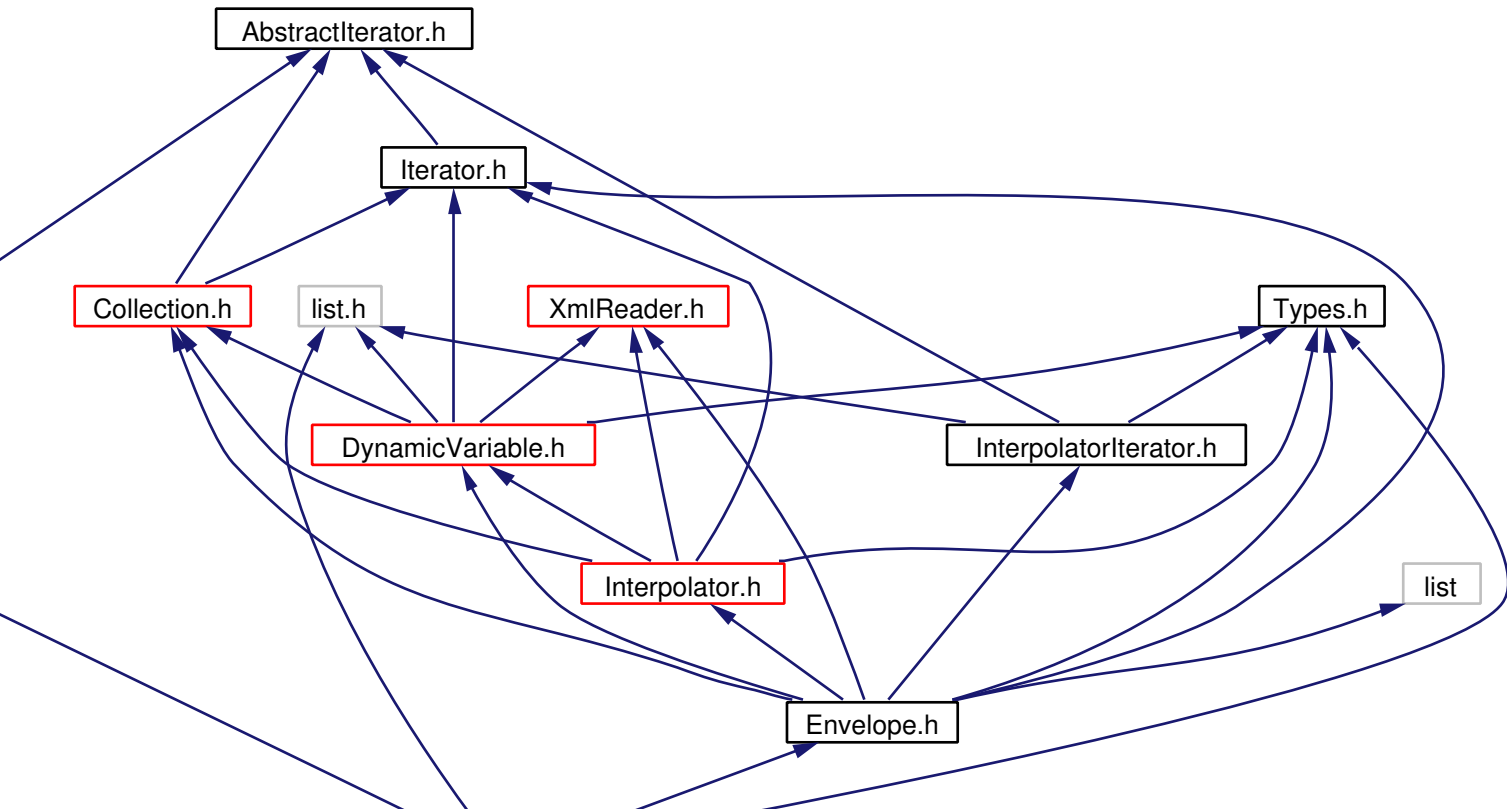 AbstractIterator.h
Iterator.h
Collection.h
list.h
XmlReader.h
Types.h
DynamicVariable.h
InterpolatorIterator.h
Interpolator.h
list
Envelope.h